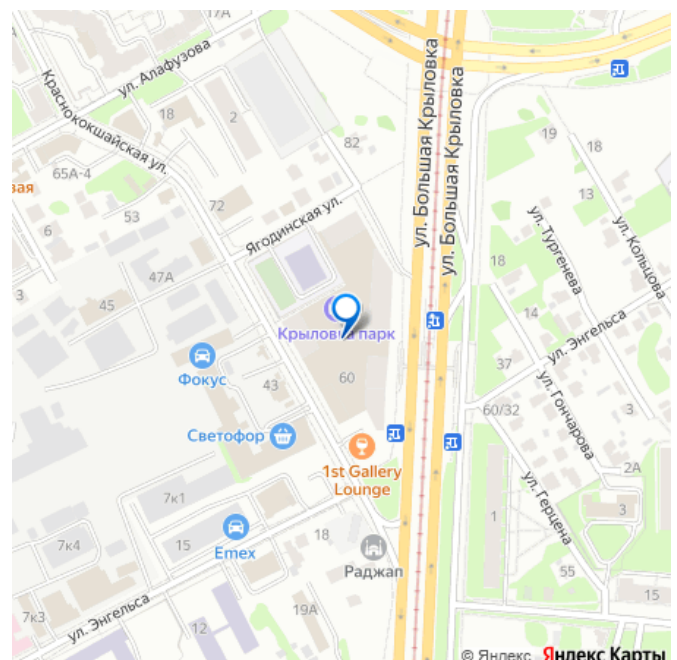 17А
ул. Алафузова
Краснококшайская ул.
18
2
82
65А-4
вая
72
53
6
Ягодинская ул.
ул. Большая Крыловка
ул. Большая Крыловка
19
18
13
ул. Тургенева
ул. Кольцова
18
47А
3
45
14
ул. Энгельса
Крыловка парк
Фокус
43
60
37
60/32
ул. Гончарова
3
Светофор
1st Gallery
Lounge
2А
7к1
ул. Герцена
1
3
7к4
15
Emex
18
Раджап
55
15
7к3
ул. Энгельса
12
19А
© Яндекс Яндекс Карты